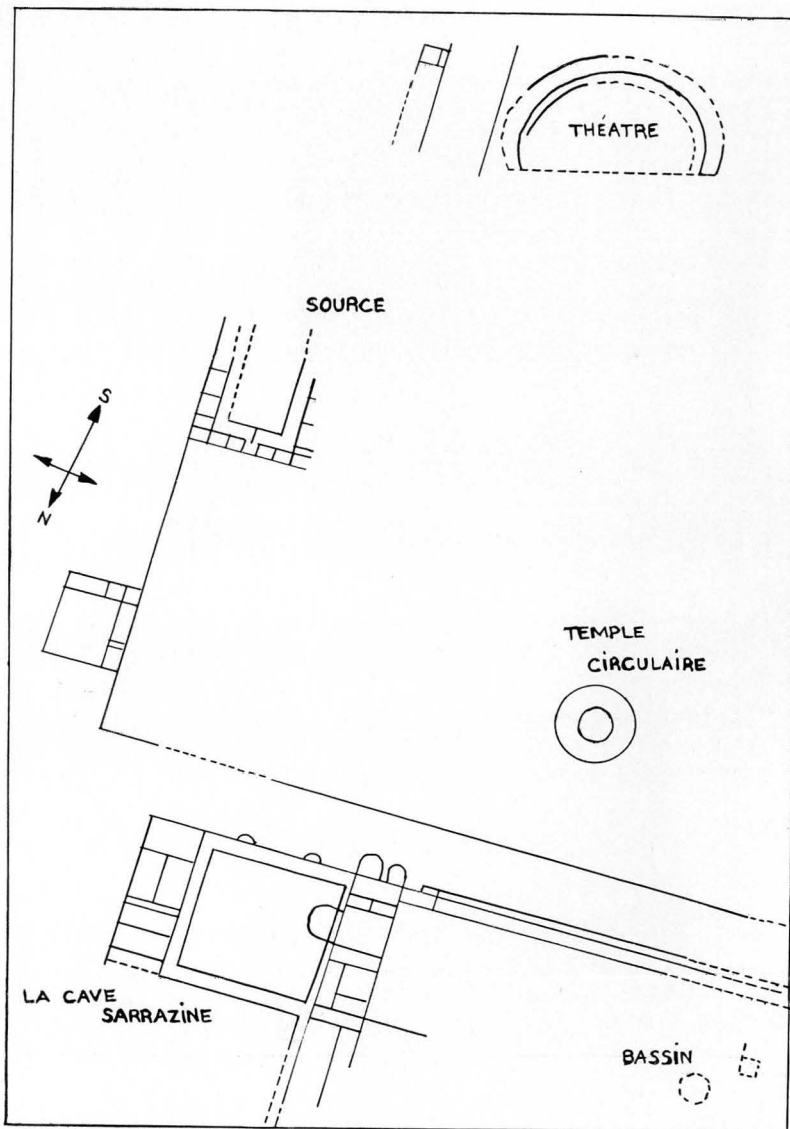 THÉATRE
SOURCE
S
N
TEMPLE
CIRCULAIRE
LA CAVE
SARRAZINE
BASSIN